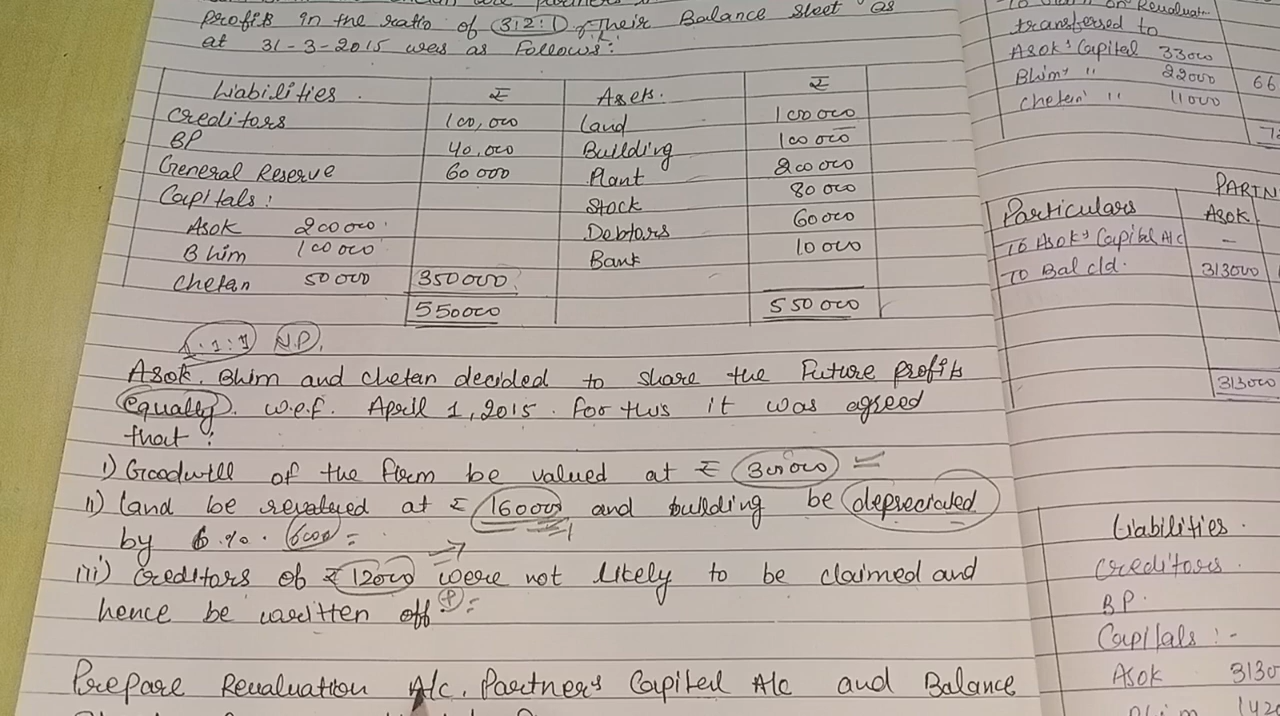 profits in the ratio of 3:2:1. Their Balance Sheet as
at 31-3-2015 was as follows:
Liabilities. ₹ Assets. ₹
Creditors 100,000 Land 100000
BP 40,000 Building 100000
General Reserve 60000 Plant 200000
Capitals: Stock 80000
Asok 200000 Debtors 60000
Bhim 100000 Bank 10000
Chetan 50000 350000
550000 550000
1:1:1 N.P.
Asok, Bhim and Chetan decided to share the Future profits
equally. w.e.f. April 1, 2015. For this it was agreed
that:
i) Goodwill of the firm be valued at ₹ 300000
ii) Land be revalued at ₹ 160000 and building be depreciated
by 6%. 6000
iii) Creditors of ₹ 12000 were not likely to be claimed and
hence be written off +
Prepare Revaluation A/c, Partners Capital A/c and Balance
on Revaluat..
transferred to
Asok's Capital 33000
Bhim's " 22000 66
Chetan's " 11000
PARTN
Particulars ASOK
To Asok's Capital A/c -
To Bal c/d. 313000
313000
Liabilities.
Creditors.
BP.
Capitals:-
Asok 3130
Bhim 142